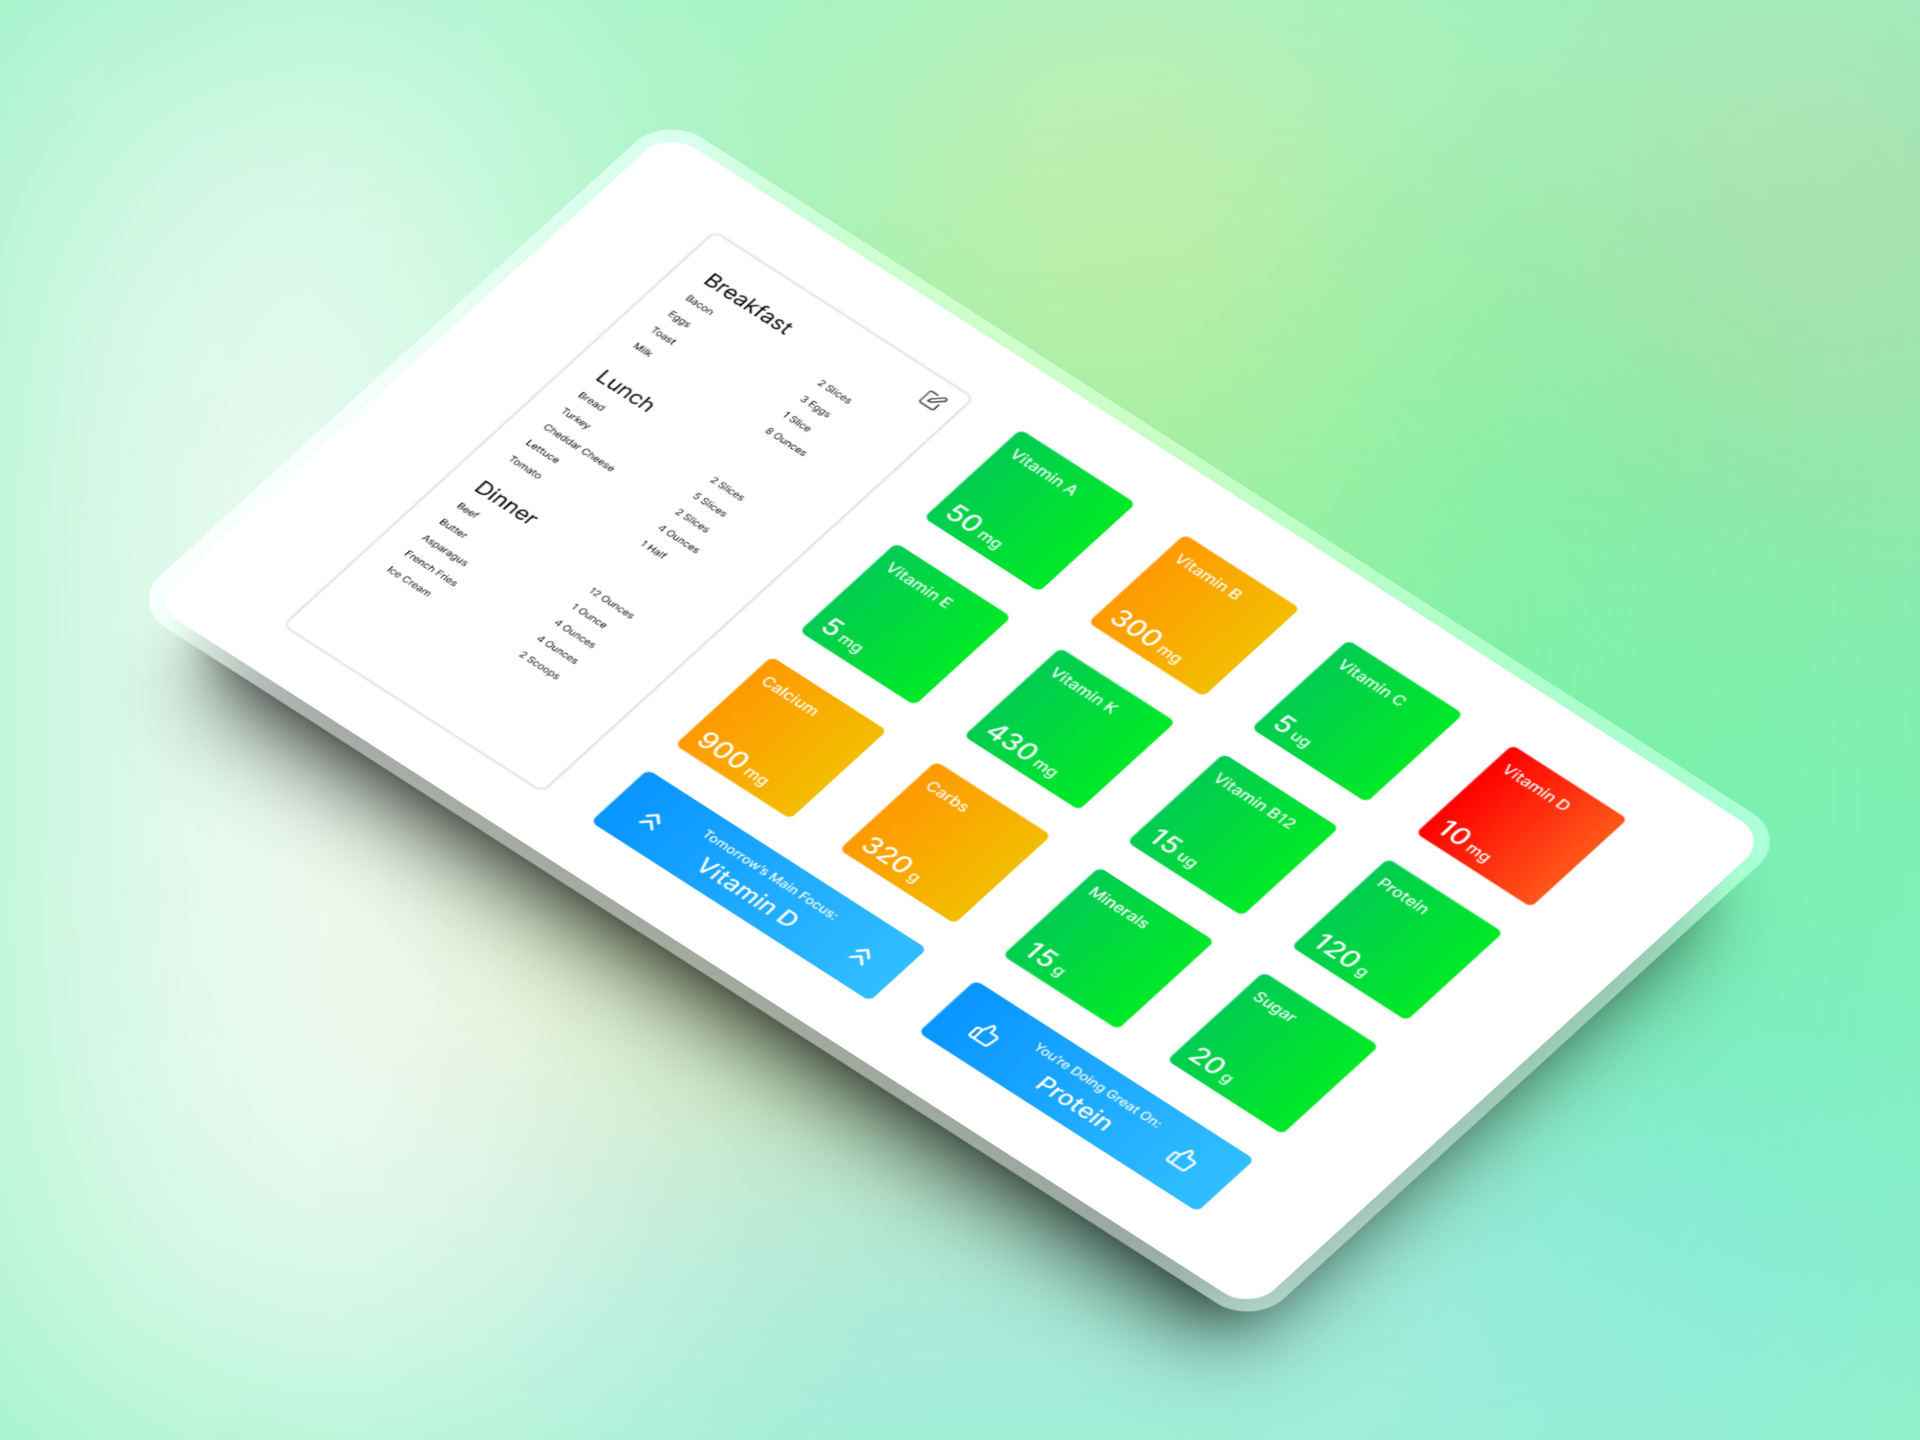 Breakfast
Bacon 2 Slices
Eggs 3 Eggs
Toast 1 Slice
Milk 8 Ounces
Lunch
Bread 2 Slices
Turkey 5 Slices
Cheddar Cheese 2 Slices
Lettuce 4 Ounces
Tomato 1 Half
Dinner
Beef 12 Ounces
Butter 1 Ounce
Asparagus 4 Ounces
French Fries 4 Ounces
Ice Cream 2 Scoops
Vitamin A
50 mg
Vitamin B
300 mg
Vitamin C
5 ug
Vitamin D
10 mg
Vitamin E
5 mg
Vitamin K
430 mg
Vitamin B12
15 ug
Protein
120 g
Calcium
900 mg
Carbs
320 g
Minerals
15 g
Sugar
20 g
Tomorrow's Main Focus:
Vitamin D
You're Doing Great On:
Protein